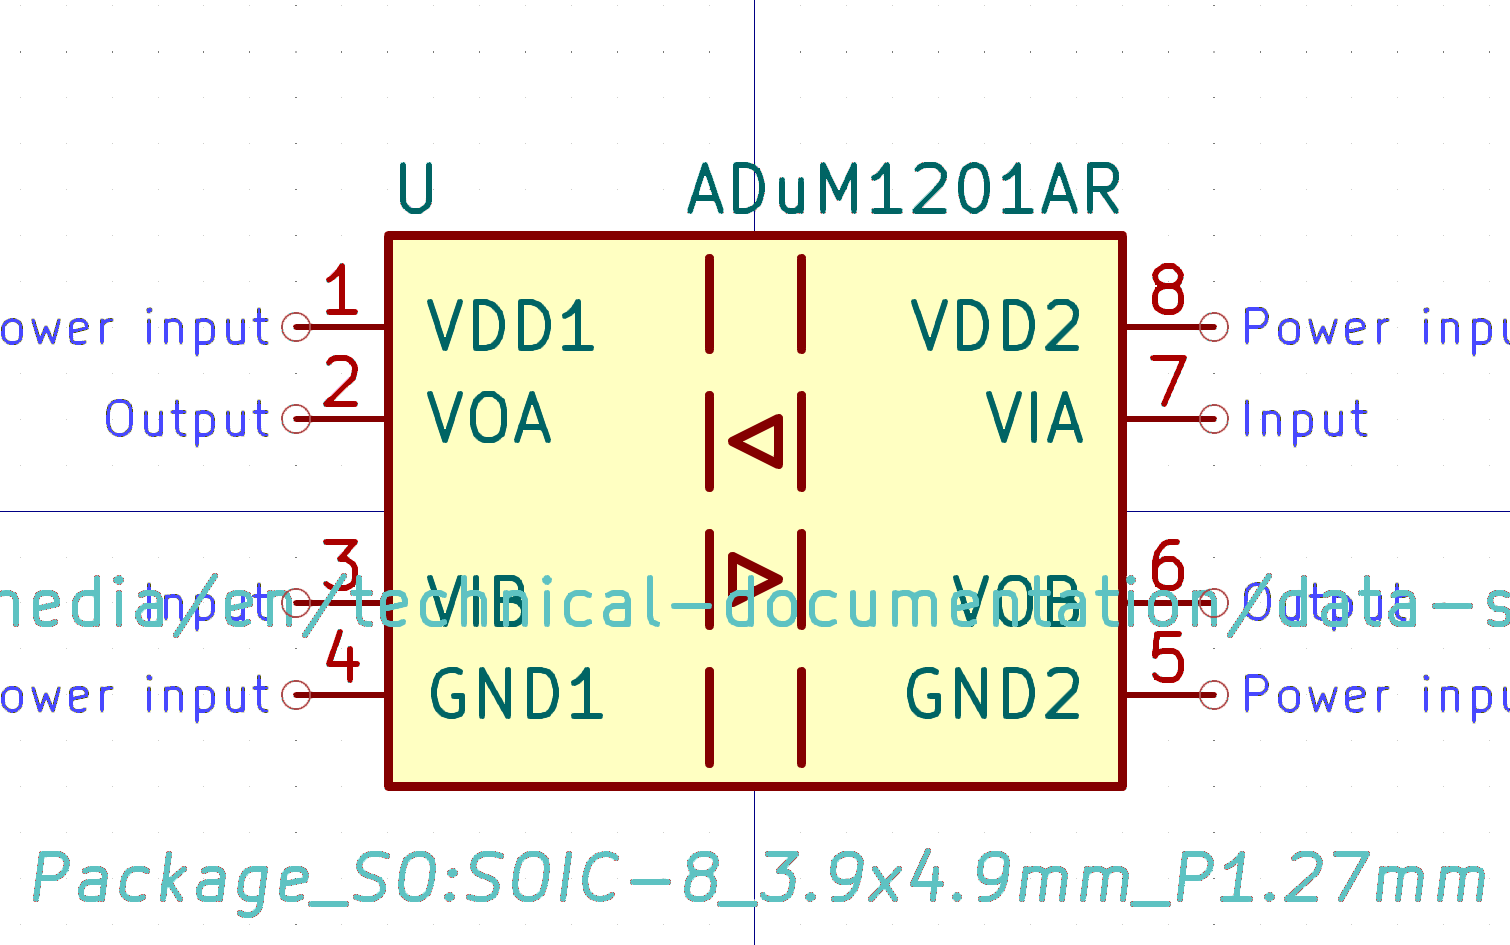 U ADuM1201AR
1 8
ower input VDD1 VDD2 Power inpu
2 7
Output VOA VIA Input
3 6
Input VIB VOB Output
media/en/technical-documentation/data-s
4 5
ower input GND1 GND2 Power inpu
Package_SO:SOIC-8_3.9x4.9mm_P1.27mm